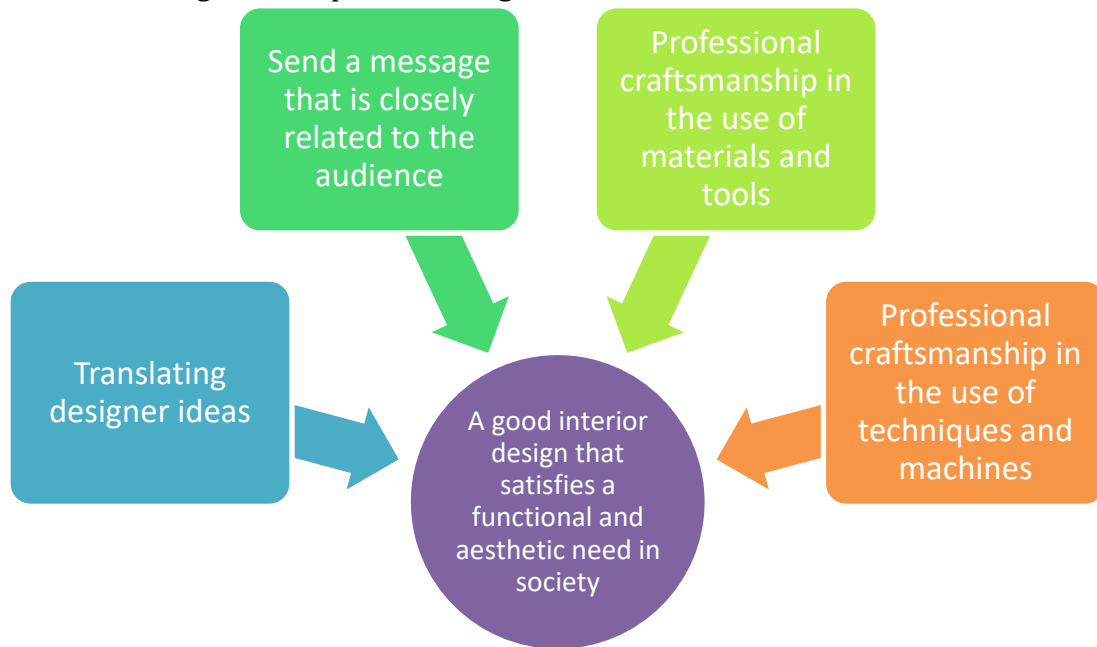 Send a message
that is closely
related to the
audience
Professional
craftsmanship in
the use of
materials and
tools
Translating
designer ideas
Professional
craftsmanship in
the use of
techniques and
machines
A good interior
design that
satisfies a
functional and
aesthetic need in
society